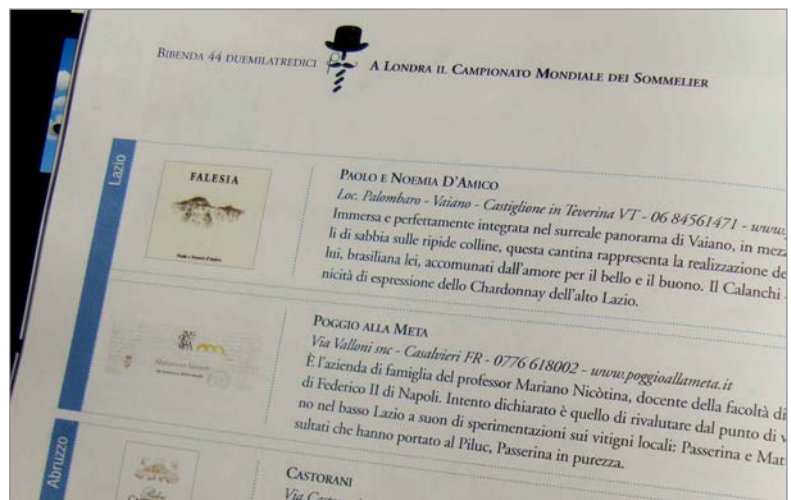 BIBENDA 44 DUEMILATREDICI
A LONDRA IL CAMPIONATO MONDIALE DEI SOMMELIER
Lazio
FALESIA
PAOLO E NOEMIA D'AMICO
Loc. Palombaro - Vaiano - Castiglione in Teverina VT - 06 84561471 - www.
Immersa e perfettamente integrata nel surreale panorama di Vaiano, in mezz
li di sabbia sulle ripide colline, questa cantina rappresenta la realizzazione de
lui, brasiliana lei, accomunati dall'amore per il bello e il buono. Il Calanchi
nicità di espressione dello Chardonnay dell'alto Lazio.
POGGIO ALLA META
Via Valloni snc - Casalvieri FR - 0776 618002 - www.poggioallameta.it
È l'azienda di famiglia del professor Mariano Nicòtina, docente della facoltà di
di Federico II di Napoli. Intento dichiarato è quello di rivalutare dal punto di v
no nel basso Lazio a suon di sperimentazioni sui vitigni locali: Passerina e Mat
sultati che hanno portato al Piluc, Passerina in purezza.
Abruzzo
CASTORANI